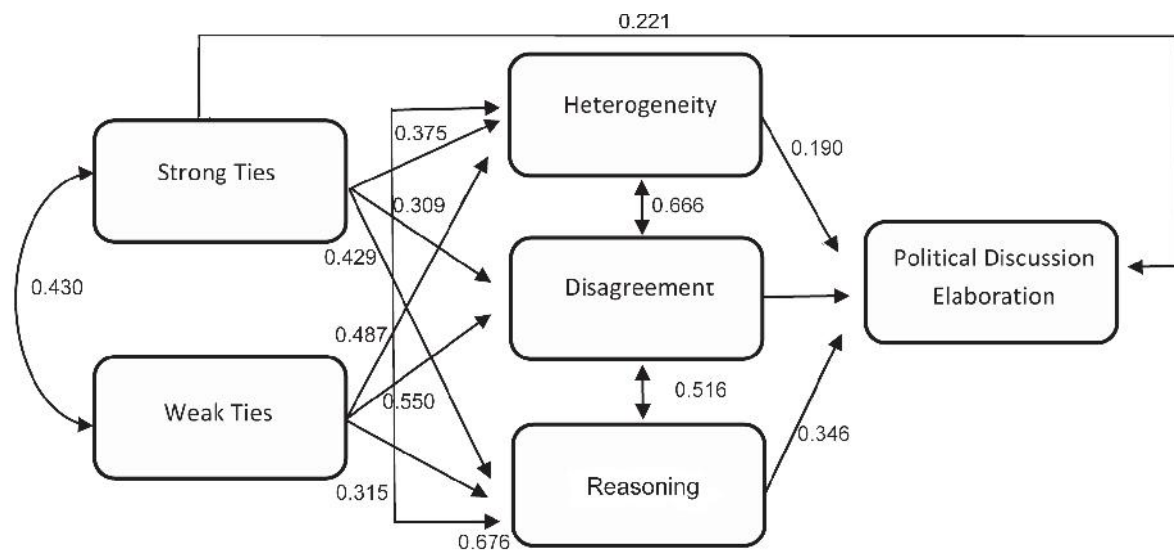 0.221
Heterogeneity
0.375
0.190
Strong Ties
0.309
0.666
0.429
Political Discussion
Elaboration
0.430
Disagreement
0.487
0.516
0.550
Weak Ties
0.346
0.315
Reasoning
0.676